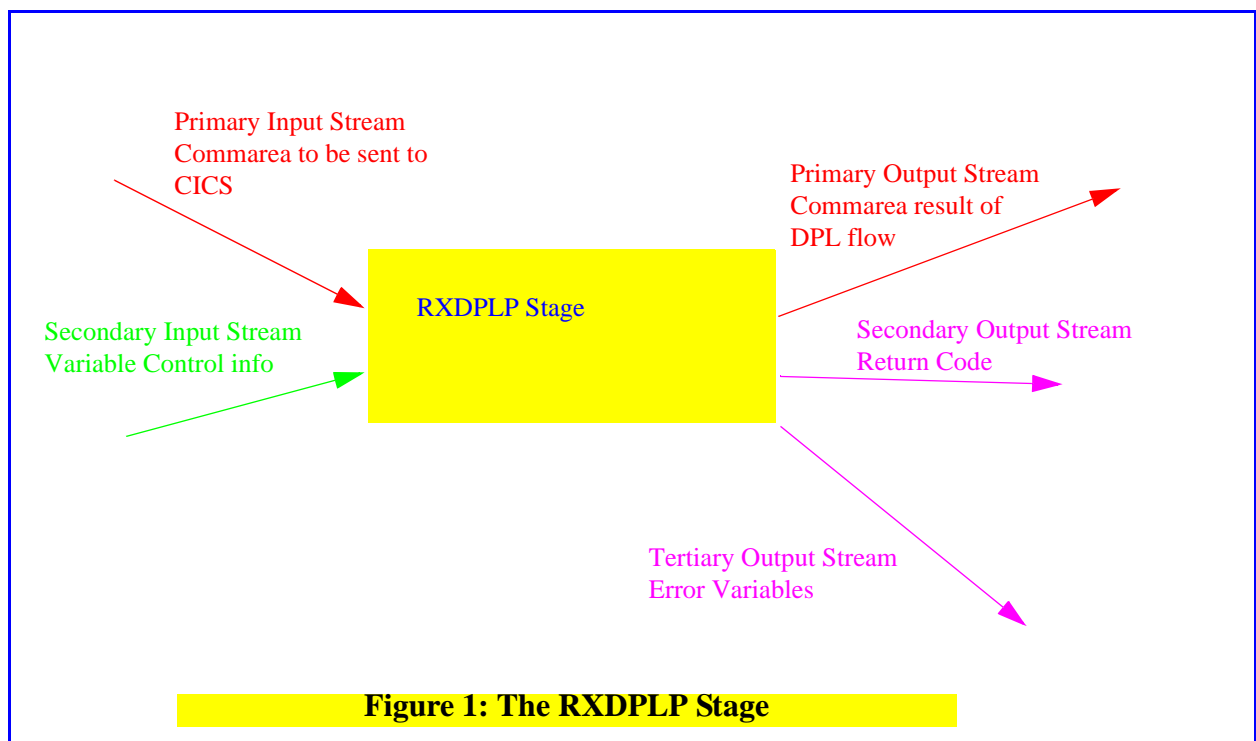 Primary Input Stream
Commarea to be sent to
CICS
Primary Output Stream
Commarea result of
DPL flow
RXDPLP Stage
Secondary Input Stream
Variable Control info
Secondary Output Stream
Return Code
Tertiary Output Stream
Error Variables
Figure 1: The RXDPLP Stage